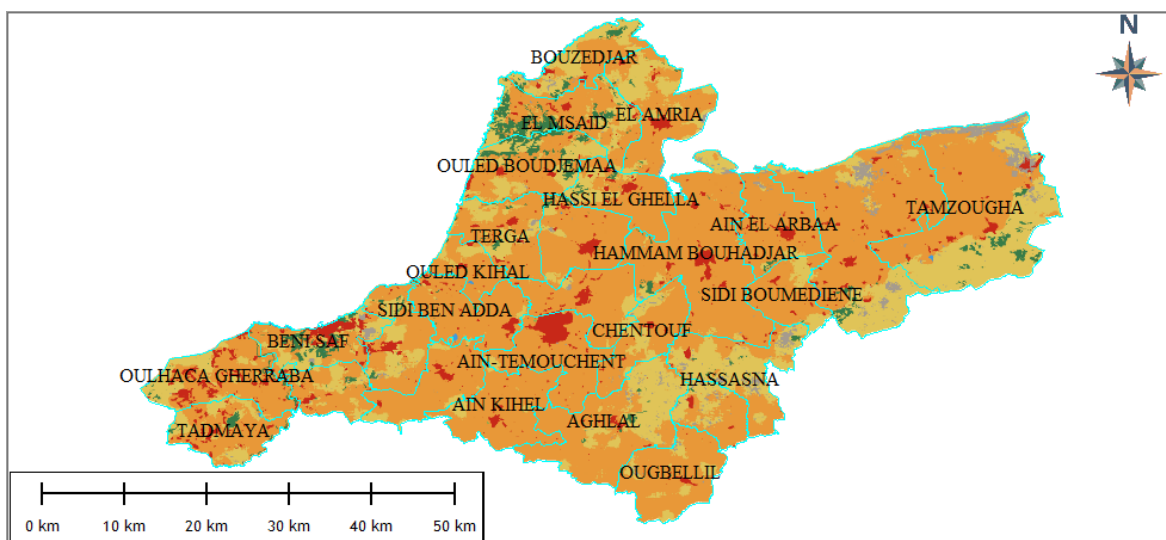 N
BOUZEDJAR
EL AMRIA
EL MSAID
OULED BOUDJEMAA
HASSI EL GHELLA
TAMZOUGHA
AIN EL ARBAA
TERGA
HAMMAM BOUHADJAR
OULED KIHAL
SIDI BOUMEDIENE
SIDI BEN ADDA
CHENTOUF
BENI SAF
AIN-TEMOUCHENT
OULHACA GHERRABA
HASSASNA
AIN KIHEL
AGHLAL
TADMAYA
OUGBELLIL
0 km 10 km 20 km 30 km 40 km 50 km